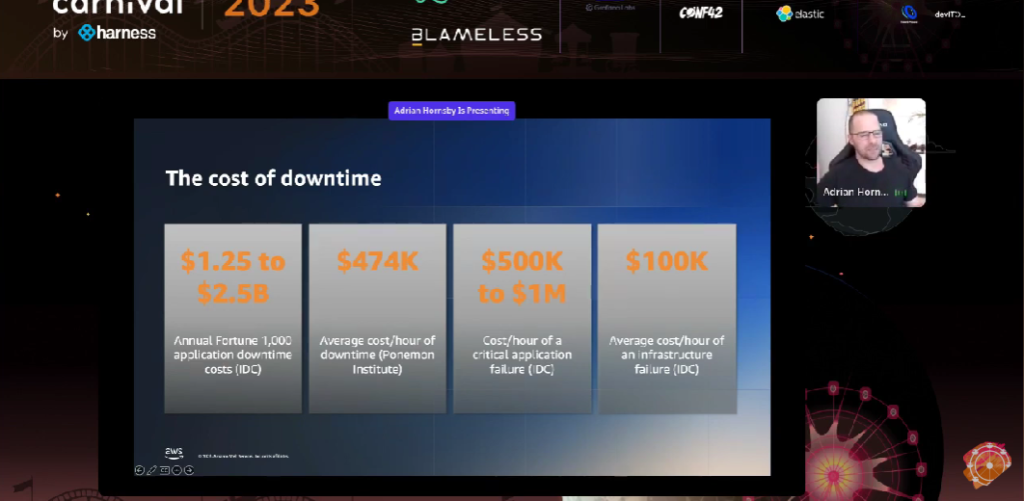 carnival
2023
by harness
BLAMELESS
CONF42
elastic
Adrian Hornsby Is Presenting
The cost of downtime
$1.25 to
$2.5B
Annual Fortune 1,000
application downtime
costs (IDC)
$474K
Average cost/hour of
downtime (Ponemon
Institute)
$500K
to $1M
Cost/hour of a
critical application
failure (IDC)
$100K
Average cost/hour of
an infrastructure
failure (IDC)
Adrian Horn...
aws